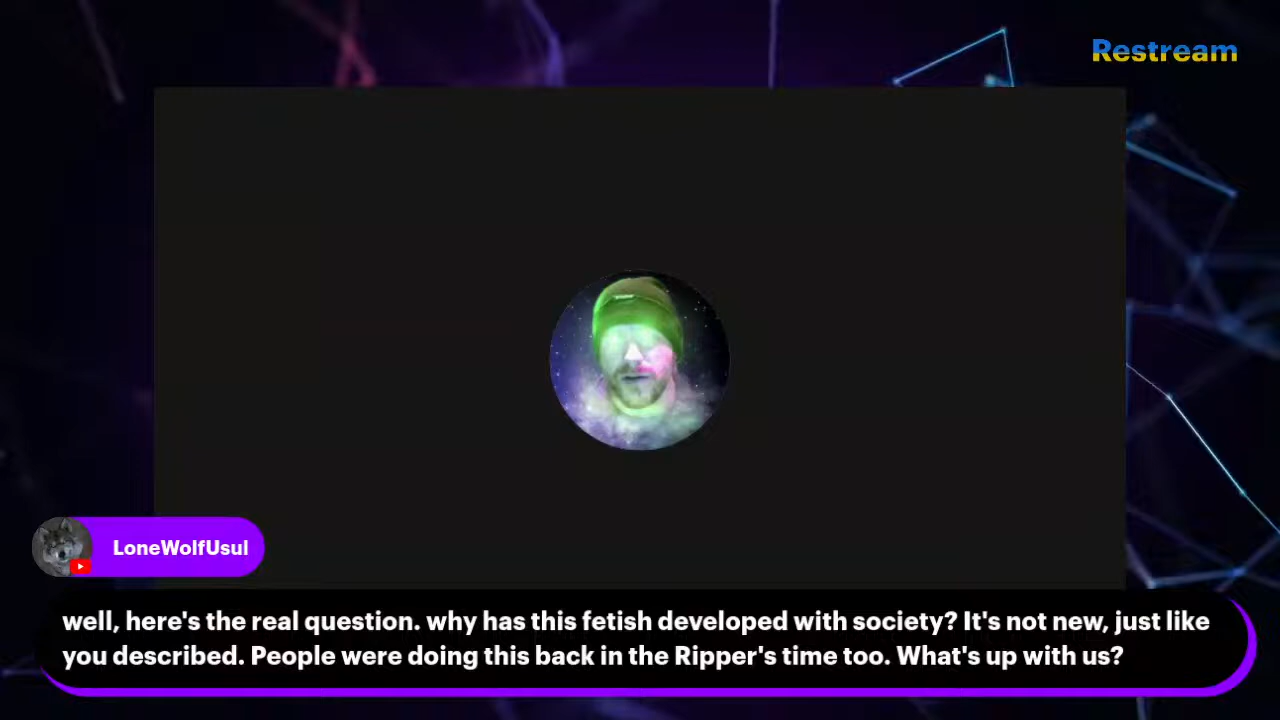 Restream
LoneWolfUsul
well, here's the real question. why has this fetish developed with society? It's not new, just like
you described. People were doing this back in the Ripper's time too. What's up with us?